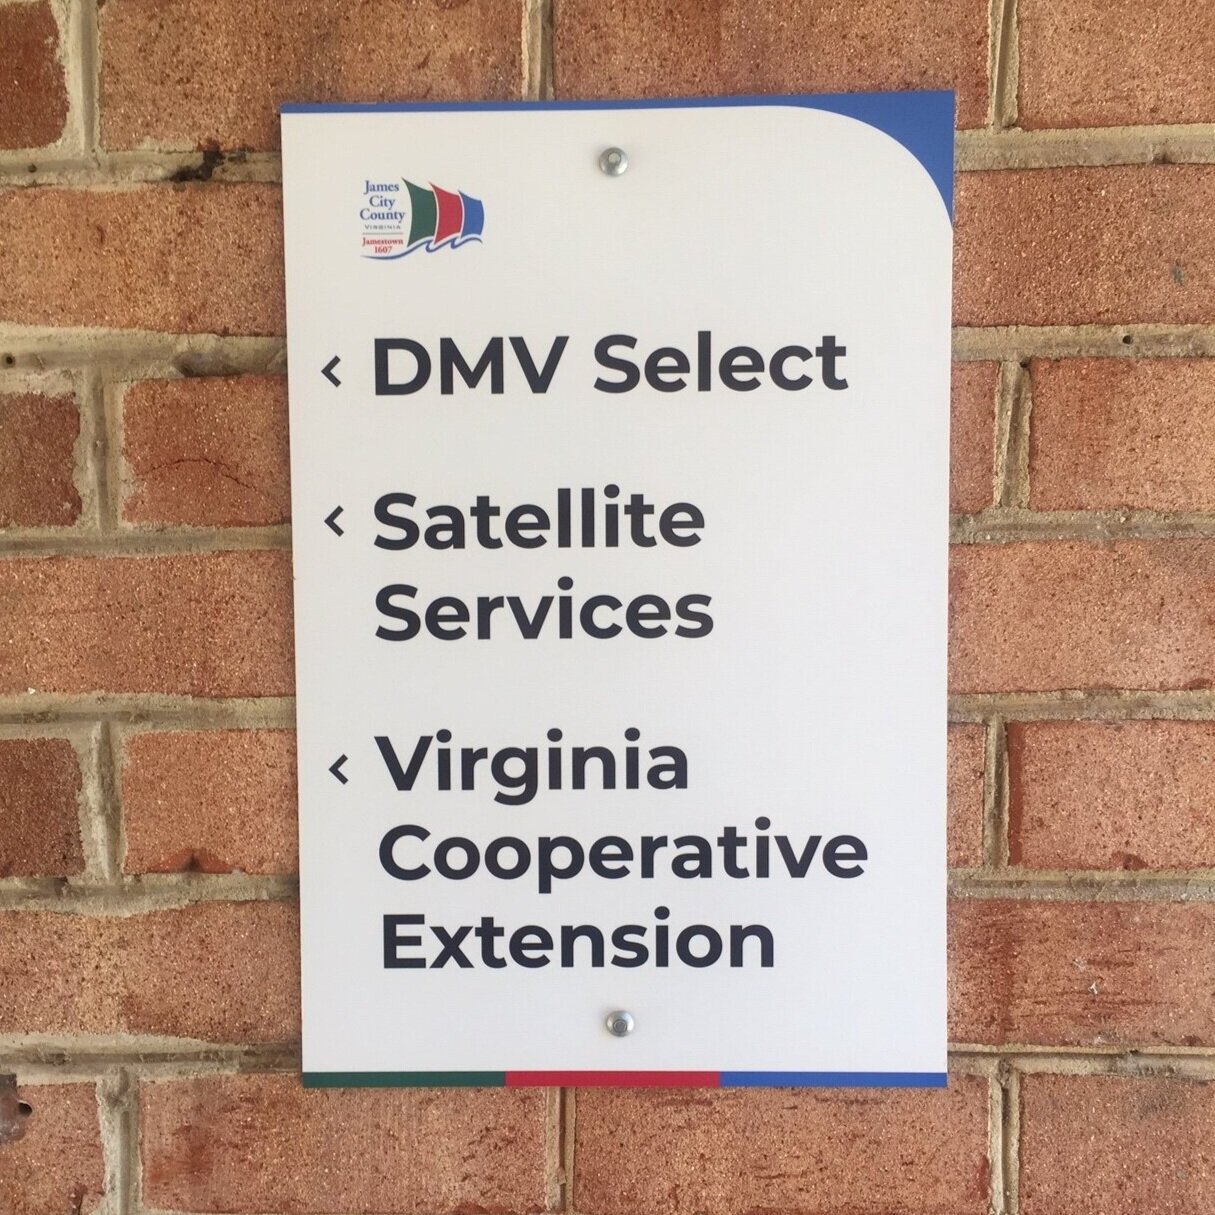 James
City
County
VIRGINIA
Jamestown
1607
< DMV Select
< Satellite
Services
< Virginia
Cooperative
Extension